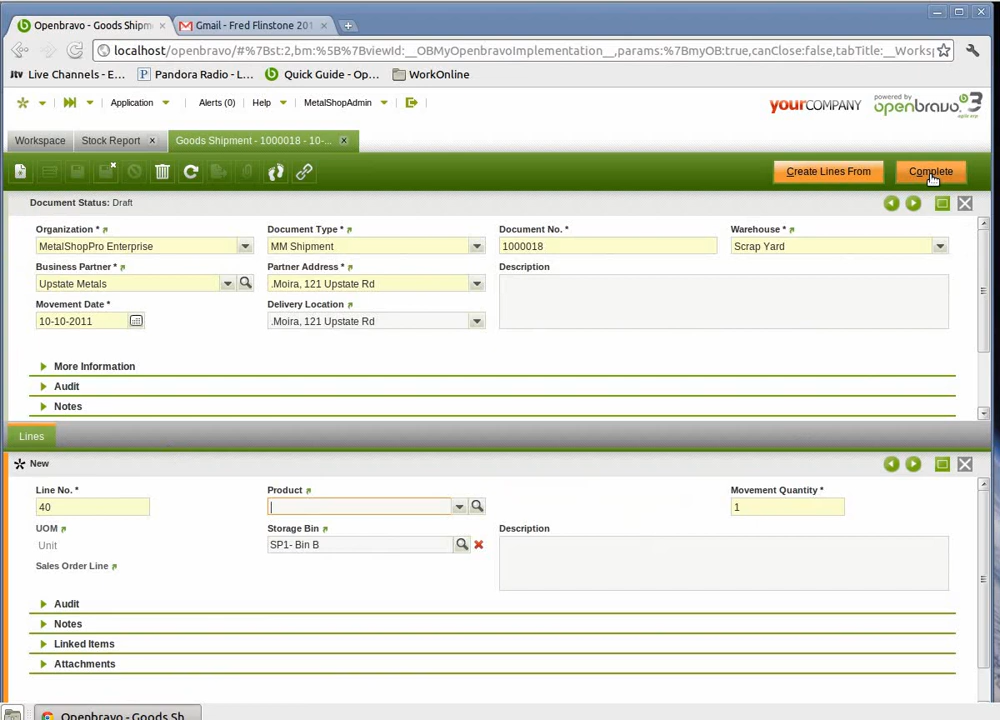 Openbravo - Goods Shipm
Gmail - Fred Flinstone 201
localhost/openbravo/#%7Bst:2,bm:%5B%7BviewId:__OBMyOpenbravoImplementation__,params:%7BmyOB:true,canClose:false,tabTitle:__Worksp
jtv Live Channels - E...
P Pandora Radio - L...
Quick Guide - Op...
WorkOnline
Application
Alerts (0)
Help
MetalShopAdmin
yourCOMPANY
powered by
openbravo 3
agile erp
Workspace
Stock Report
Goods Shipment - 1000018 - 10-...
Create Lines From
Complete
Document Status: Draft
Organization *
Document Type *
Document No. *
Warehouse *
MetalShopPro Enterprise
MM Shipment
1000018
Scrap Yard
Business Partner *
Partner Address *
Description
Upstate Metals
.Moira, 121 Upstate Rd
Movement Date *
Delivery Location
10-10-2011
.Moira, 121 Upstate Rd
More Information
Audit
Notes
Lines
New
Line No. *
Product
Movement Quantity *
40
1
UOM
Storage Bin
Description
Unit
SP1- Bin B
Sales Order Line
Audit
Notes
Linked Items
Attachments
Openbravo - Goods Sh